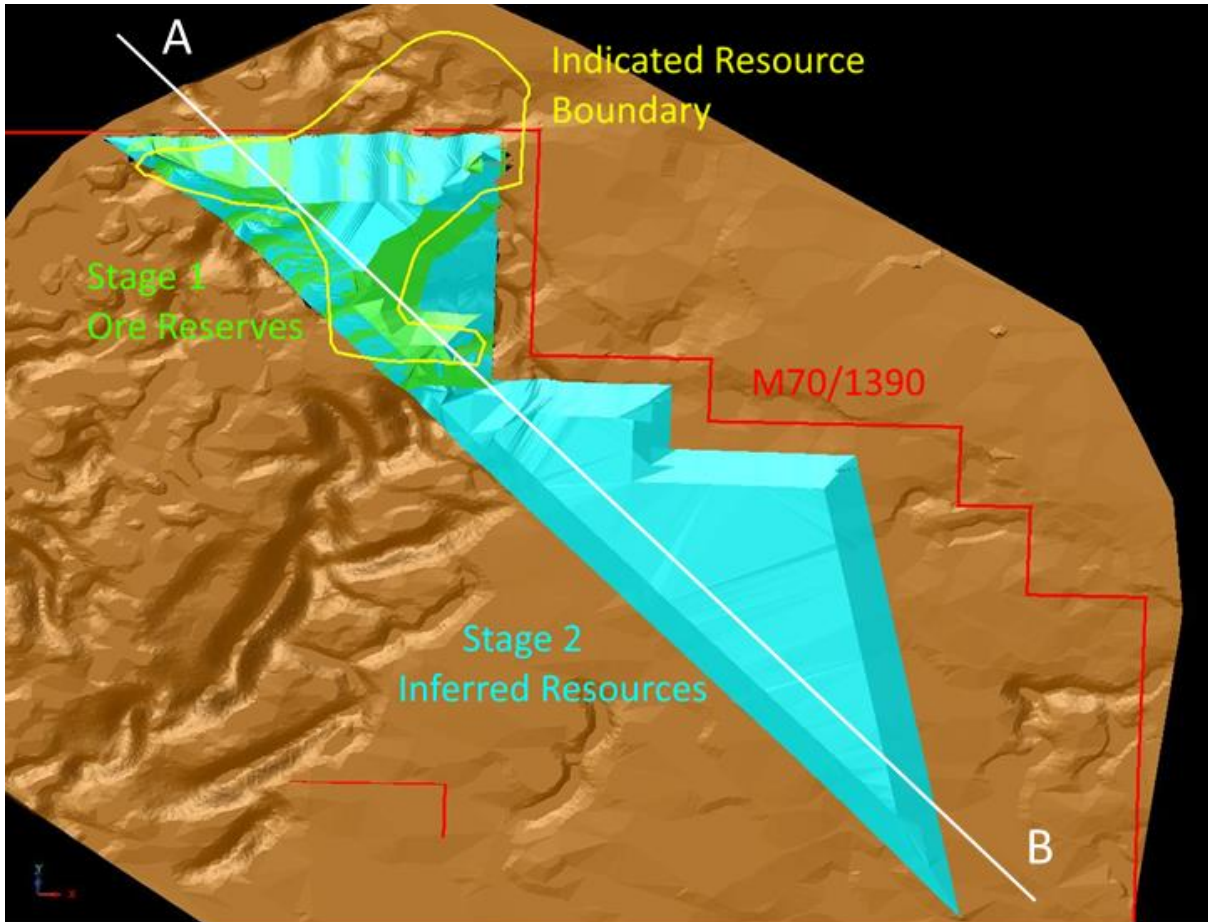 A
Indicated Resource
Boundary
Stage 1
Ore Reserves
M70/1390
Stage 2
Inferred Resources
B
Y
X